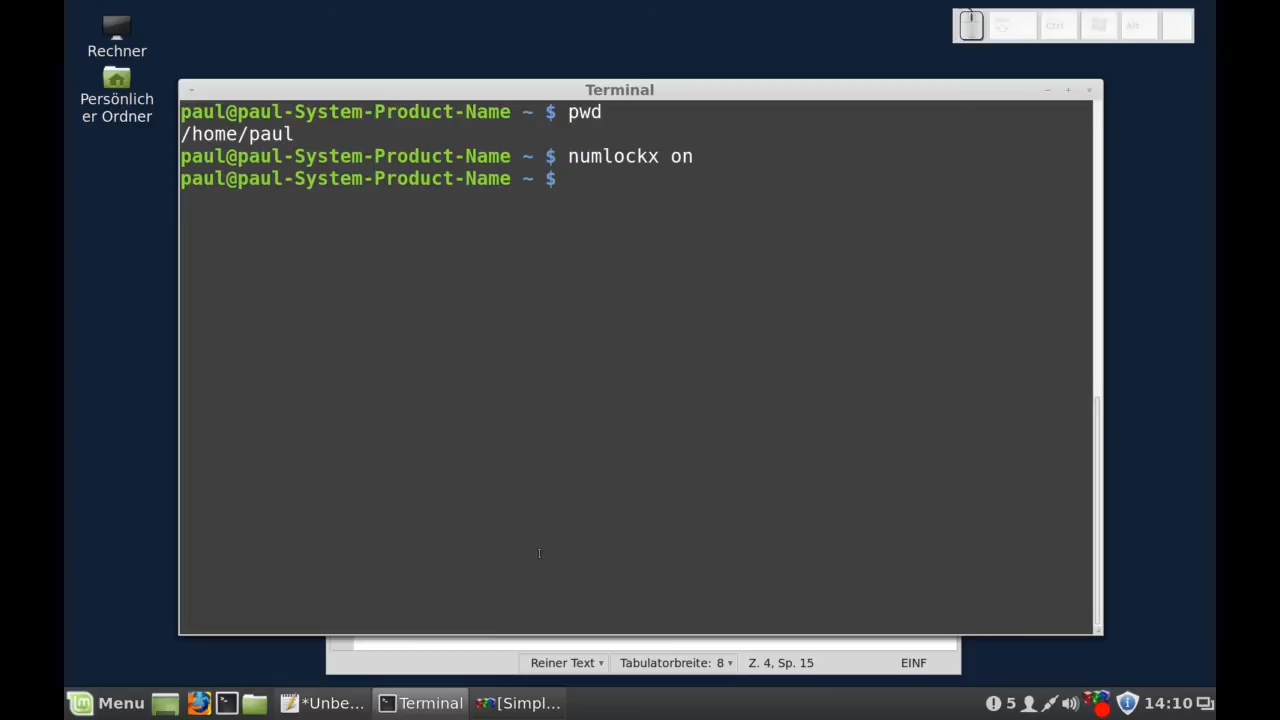 Rechner
Persönlich
er Ordner
Ctrl
Alt
Terminal
paul@paul-System-Product-Name ~ $ pwd
/home/paul
paul@paul-System-Product-Name ~ $ numlockx on
paul@paul-System-Product-Name ~ $
Reiner Text
Tabulatorbreite: 8
Z. 4, Sp. 15
EINF
Menu
*Unbe...
Terminal
[Simpl...
5
14:10